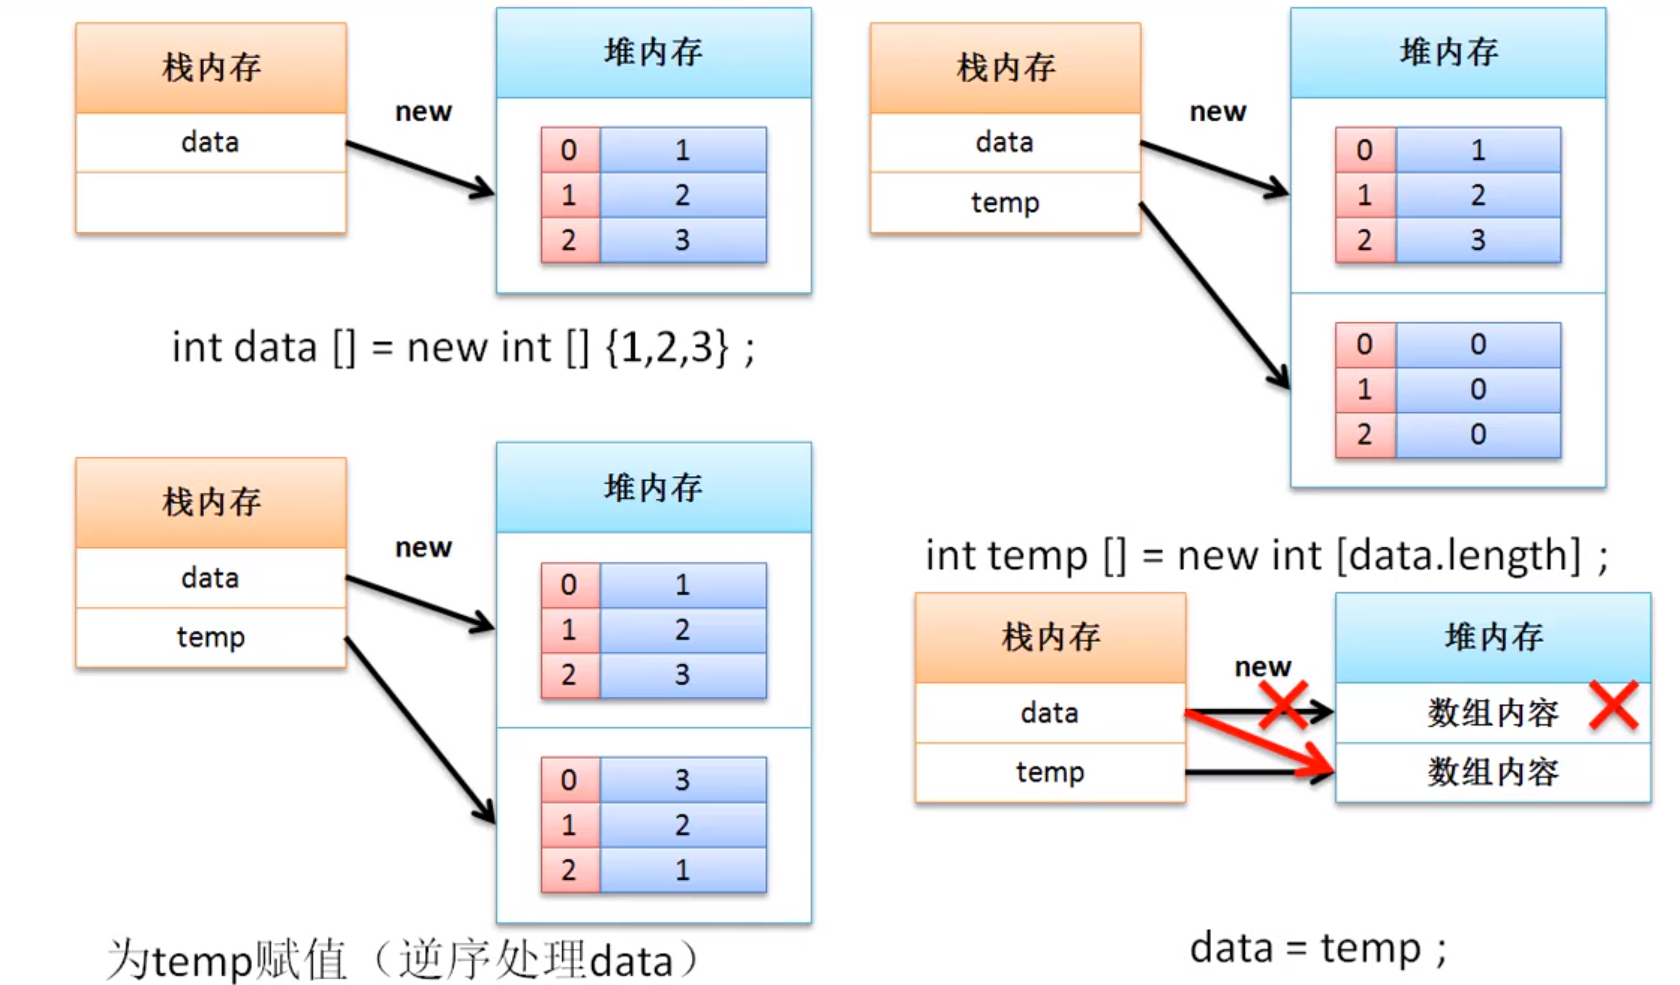 栈内存
data
new
堆内存
0 1
1 2
2 3
int data [] = new int [] {1,2,3} ;
栈内存
data
temp
new
堆内存
0 1
1 2
2 3
0 0
1 0
2 0
int temp [] = new int [data.length] ;
栈内存
data
temp
new
堆内存
0 1
1 2
2 3
0 3
1 2
2 1
为temp赋值（逆序处理data）
栈内存
data
temp
new
堆内存
数组内容
数组内容
data = temp ;